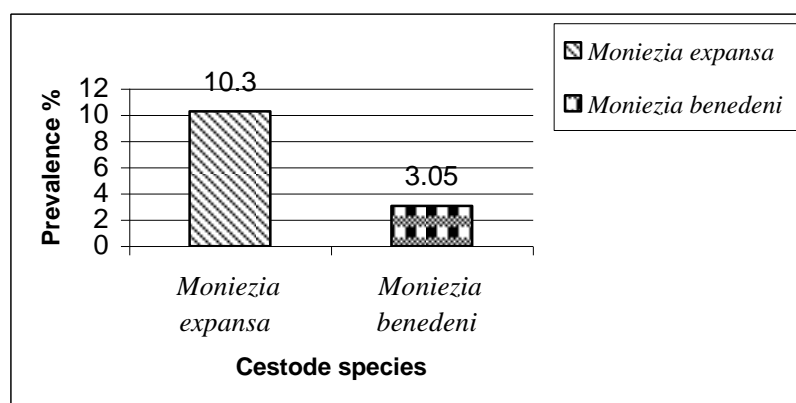 Moniezia expansa
Moniezia benedeni
Prevalence %
12
10
8
6
4
2
0
10.3
3.05
Moniezia
expansa
Moniezia
benedeni
Cestode species